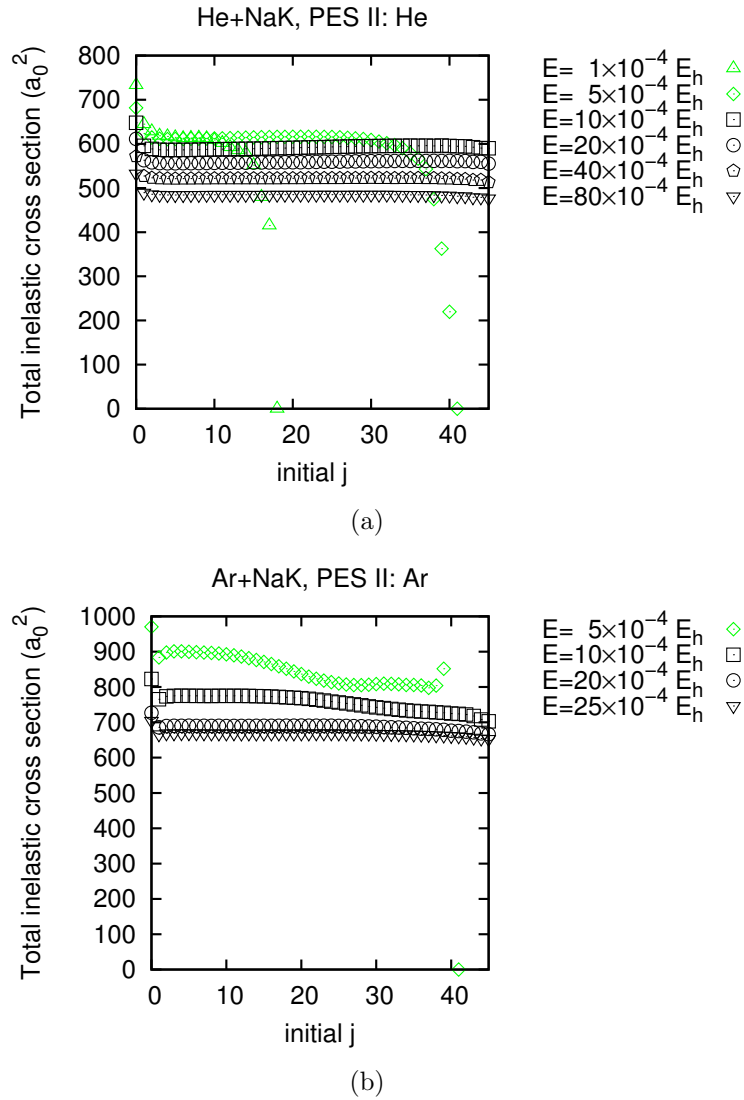 He+NaK, PES II: He
Total inelastic cross section (a₀²)
800
700
600
500
400
300
200
100
0
0 10 20 30 40
initial j
E= 1×10⁻⁴ Eₕ
E= 5×10⁻⁴ Eₕ
E=10×10⁻⁴ Eₕ
E=20×10⁻⁴ Eₕ
E=40×10⁻⁴ Eₕ
E=80×10⁻⁴ Eₕ
(a)
Ar+NaK, PES II: Ar
Total inelastic cross section (a₀²)
1000
900
800
700
600
500
400
300
200
100
0
0 10 20 30 40
initial j
E= 5×10⁻⁴ Eₕ
E=10×10⁻⁴ Eₕ
E=20×10⁻⁴ Eₕ
E=25×10⁻⁴ Eₕ
(b)